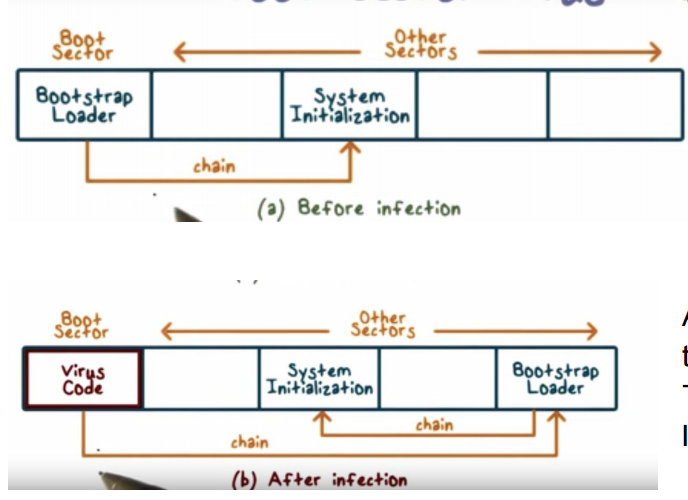 Boot
Sector
Other
Sectors
Bootstrap
Loader
System
Initialization
chain
(a) Before infection
Boot
Sector
Other
Sectors
Virus
Code
System
Initialization
Bootstrap
Loader
chain
chain
(b) After infection